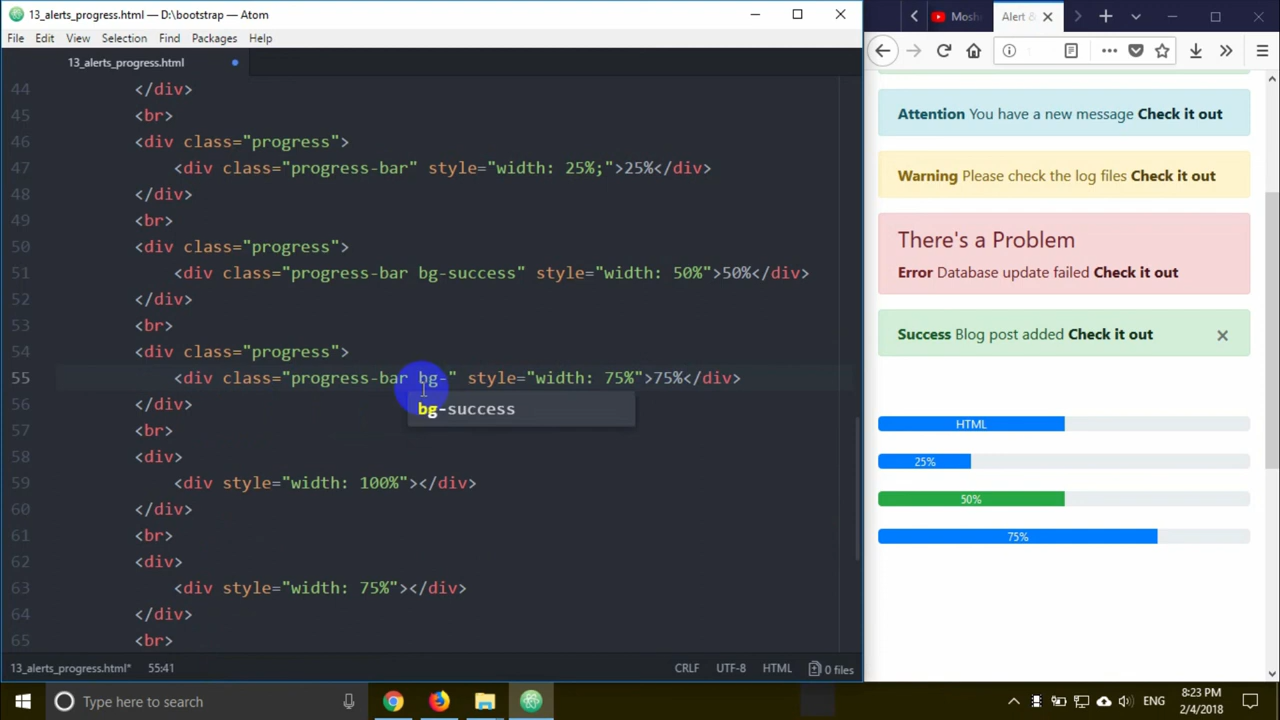 13_alerts_progress.html — D:\bootstrap — Atom
File Edit View Selection Find Packages Help
13_alerts_progress.html
44 </div>
45 <br>
46 <div class="progress">
47 <div class="progress-bar" style="width: 25%;">25%</div>
48 </div>
49 <br>
50 <div class="progress">
51 <div class="progress-bar bg-success" style="width: 50%">50%</div>
52 </div>
53 <br>
54 <div class="progress">
55 <div class="progress-bar bg-" style="width: 75%">75%</div>
bg-success
56 </div>
57 <br>
58 <div>
59 <div style="width: 100%"></div>
60 </div>
61 <br>
62 <div>
63 <div style="width: 75%"></div>
64 </div>
65 <br>
13_alerts_progress.html* 55:41 CRLF UTF-8 HTML 0 files
Mosh
Alert &
Attention You have a new message Check it out
Warning Please check the log files Check it out
There's a Problem
Error Database update failed Check it out
Success Blog post added Check it out
HTML
25%
50%
75%
Type here to search
ENG
8:23 PM
2/4/2018